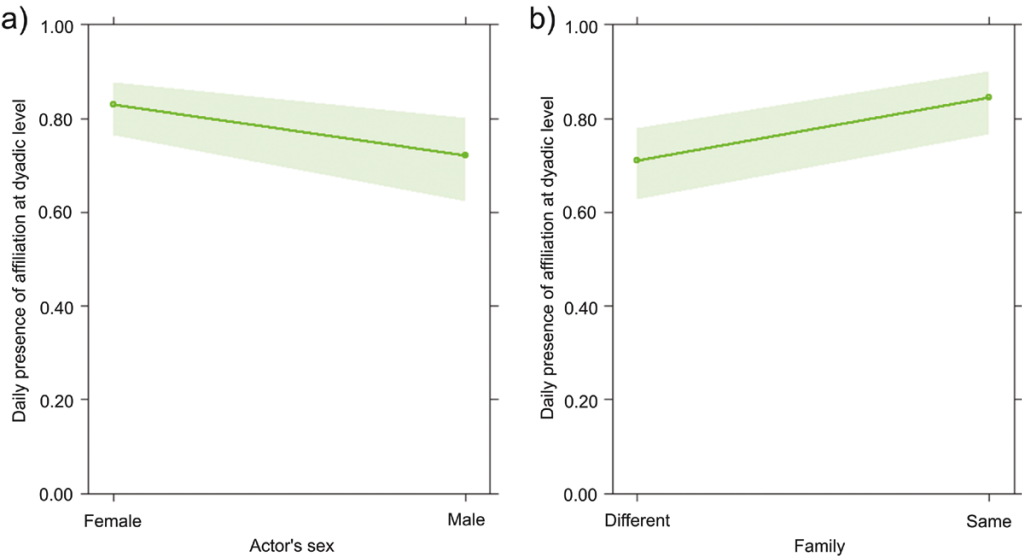 a)
1.00
0.80
0.60
0.40
0.20
0.00
Daily presence of affiliation at dyadic level
Female
Male
Actor's sex
b)
1.00
0.80
0.60
0.40
0.20
0.00
Daily presence of affiliation at dyadic level
Different
Same
Family